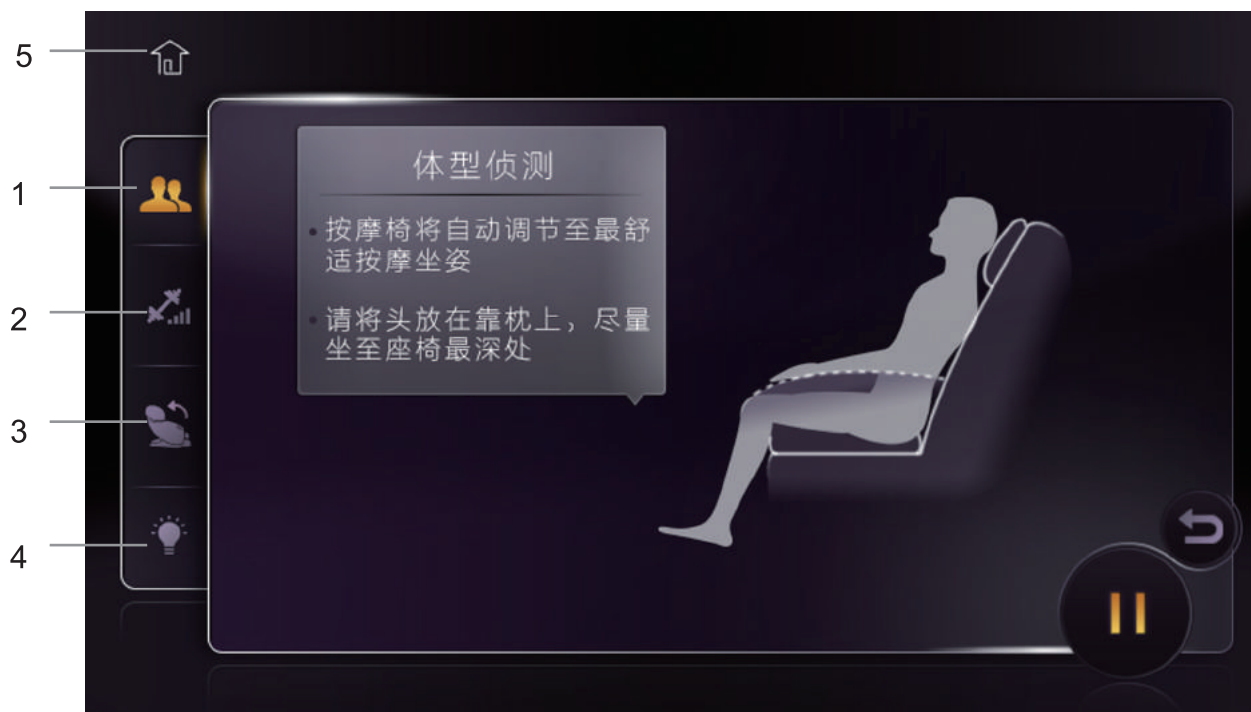 5
体型侦测
1
按摩椅将自动调节至最舒
适按摩坐姿
2
请将头放在靠枕上，尽量
坐至座椅最深处
3
4